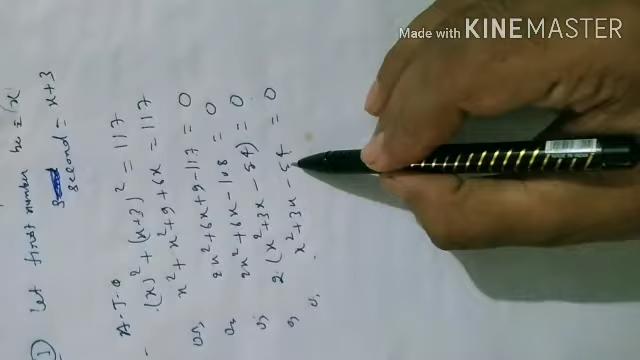 Made with KINEMASTER
1) Let first number be = x
second = x+3
A.T.Q
(x)² + (x+3)² = 117
x² + x² + 9 + 6x = 117
or, 2x² + 6x + 9 - 117 = 0
or, 2x² + 6x - 108 = 0
or, 2(x² + 3x - 54) = 0
or, x² + 3x - 54 = 0
or,